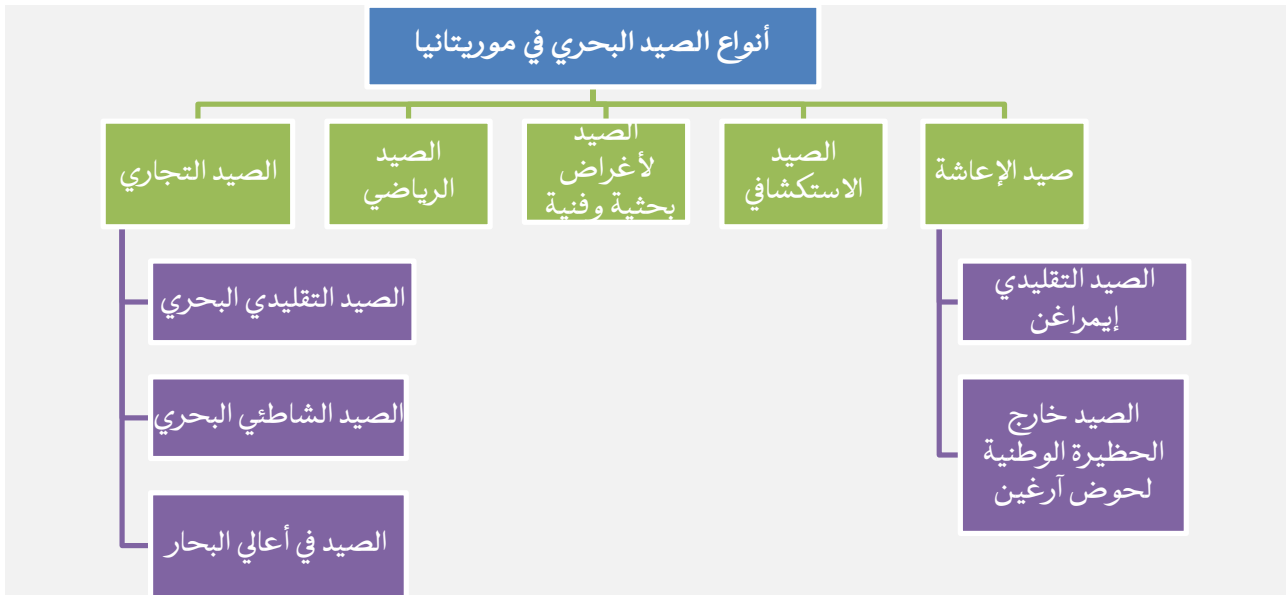 أنواع الصيد البحري في موريتانيا
صيد الإعاشة
الصيد
الاستكشافي
الصيد
لأغراض
بحثية وفنية
الصيد
الرياضي
الصيد التجاري
الصيد التقليدي
إيمراغن
الصيد خارج
الحظيرة الوطنية
لحوض آرغين
الصيد التقليدي البحري
الصيد الشاطئي البحري
الصيد في أعالي البحار